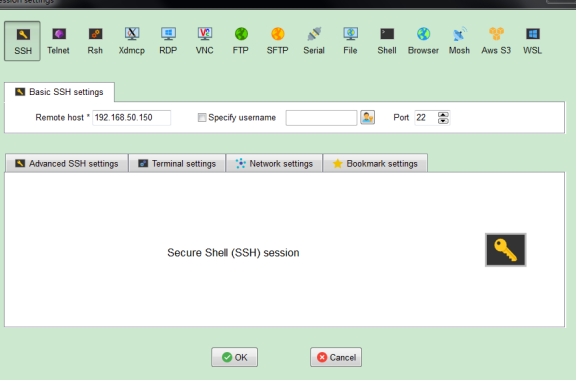 Session settings
SSH Telnet Rsh Xdmcp RDP VNC FTP SFTP Serial File Shell Browser Mosh Aws S3 WSL
Basic SSH settings
Remote host * 192.168.50.150 Specify username Port 22
Advanced SSH settings Terminal settings Network settings Bookmark settings
Secure Shell (SSH) session
OK Cancel